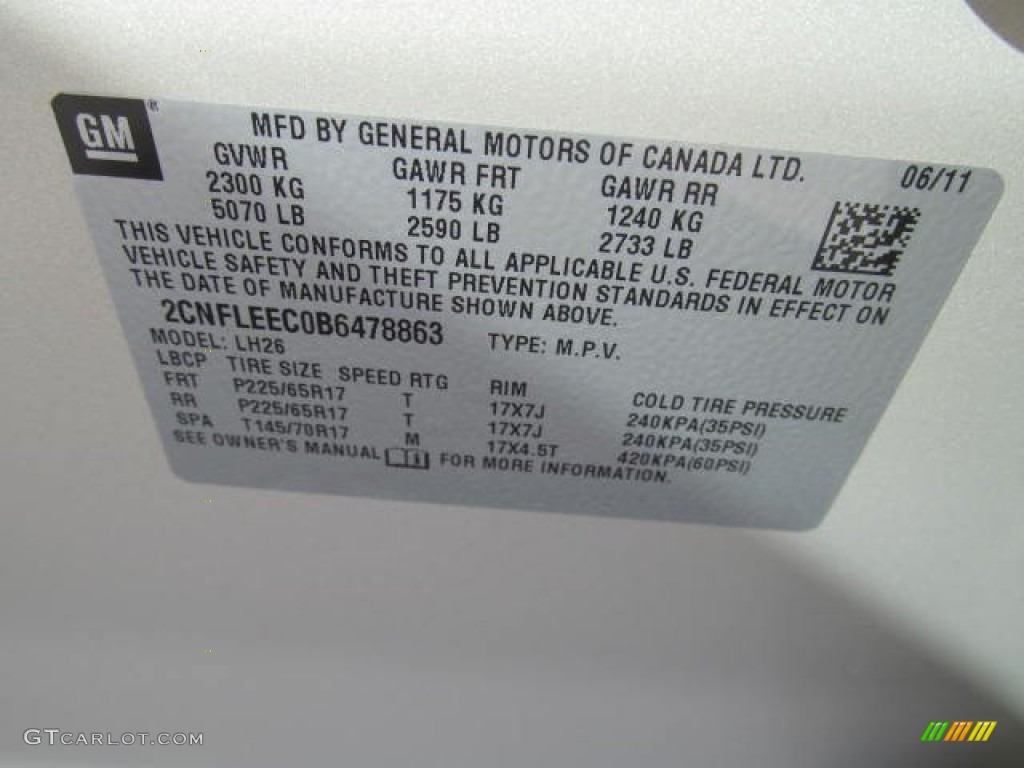 GM®
MFD BY GENERAL MOTORS OF CANADA LTD.
06/11
GVWR GAWR FRT GAWR RR
2300 KG 1175 KG 1240 KG
5070 LB 2590 LB 2733 LB
THIS VEHICLE CONFORMS TO ALL APPLICABLE U.S. FEDERAL MOTOR
VEHICLE SAFETY AND THEFT PREVENTION STANDARDS IN EFFECT ON
THE DATE OF MANUFACTURE SHOWN ABOVE.
2CNFLEEC0B6478863 TYPE: M.P.V.
MODEL: LH26
LBCP TIRE SIZE SPEED RTG RIM COLD TIRE PRESSURE
FRT P225/65R17 T 17X7J 240KPA(35PSI)
RR P225/65R17 T 17X7J 240KPA(35PSI)
SPA T145/70R17 M 17X4.5T 420KPA(60PSI)
SEE OWNER'S MANUAL FOR MORE INFORMATION.
GTCARLOT.COM